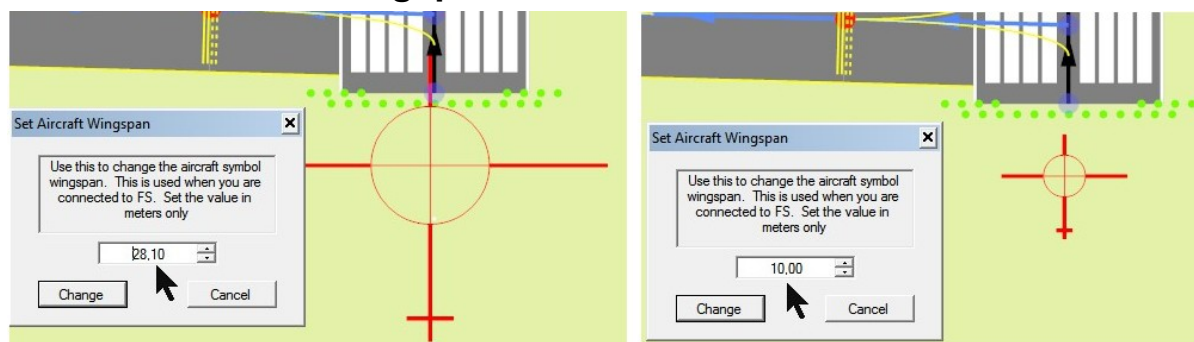 Set Aircraft Wingspan
Use this to change the aircraft symbol
wingspan. This is used when you are
connected to FS. Set the value in
meters only
28,10
Change Cancel
Set Aircraft Wingspan
Use this to change the aircraft symbol
wingspan. This is used when you are
connected to FS. Set the value in
meters only
10,00
Change Cancel